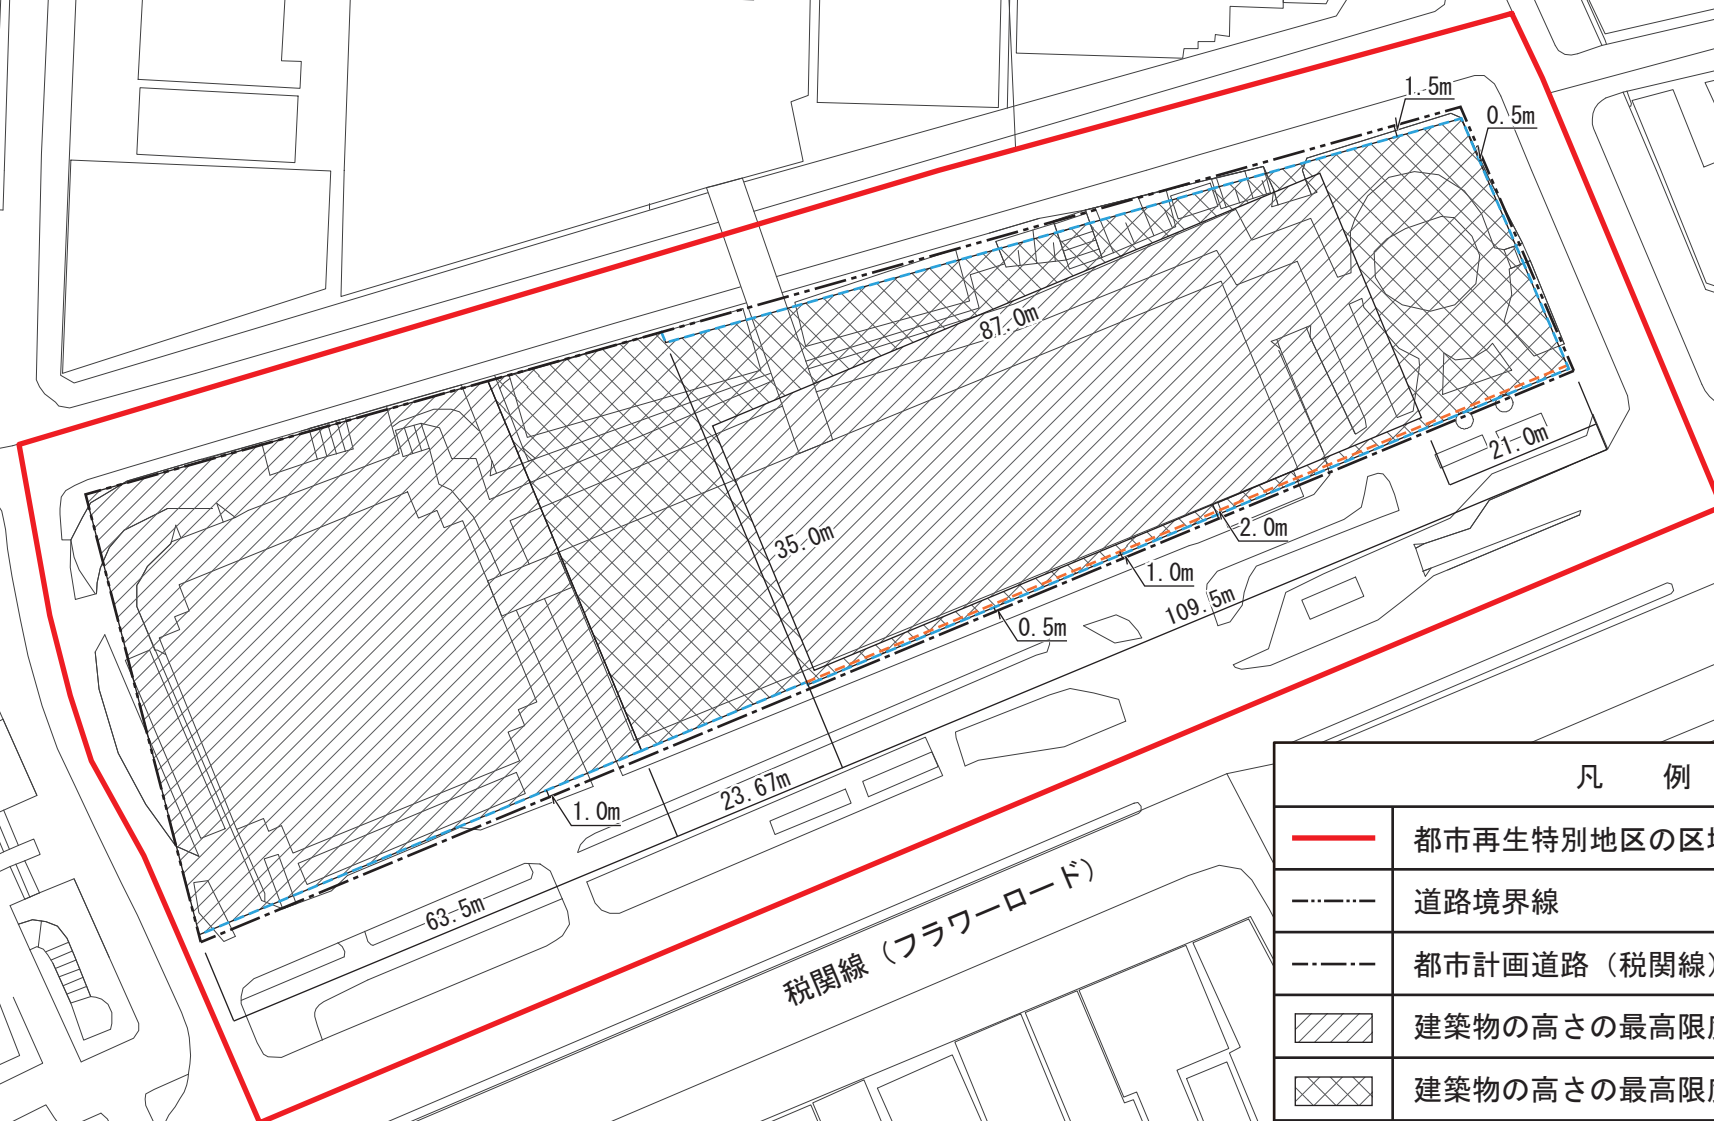 1.5m
0.5m
87.0m
21.0m
35.0m
2.0m
1.0m
109.5m
0.5m
23.67m
1.0m
63.5m
税関線（フラワーロード）
凡　例
都市再生特別地区の区
道路境界線
都市計画道路（税関線）
建築物の高さの最高限
建築物の高さの最高限